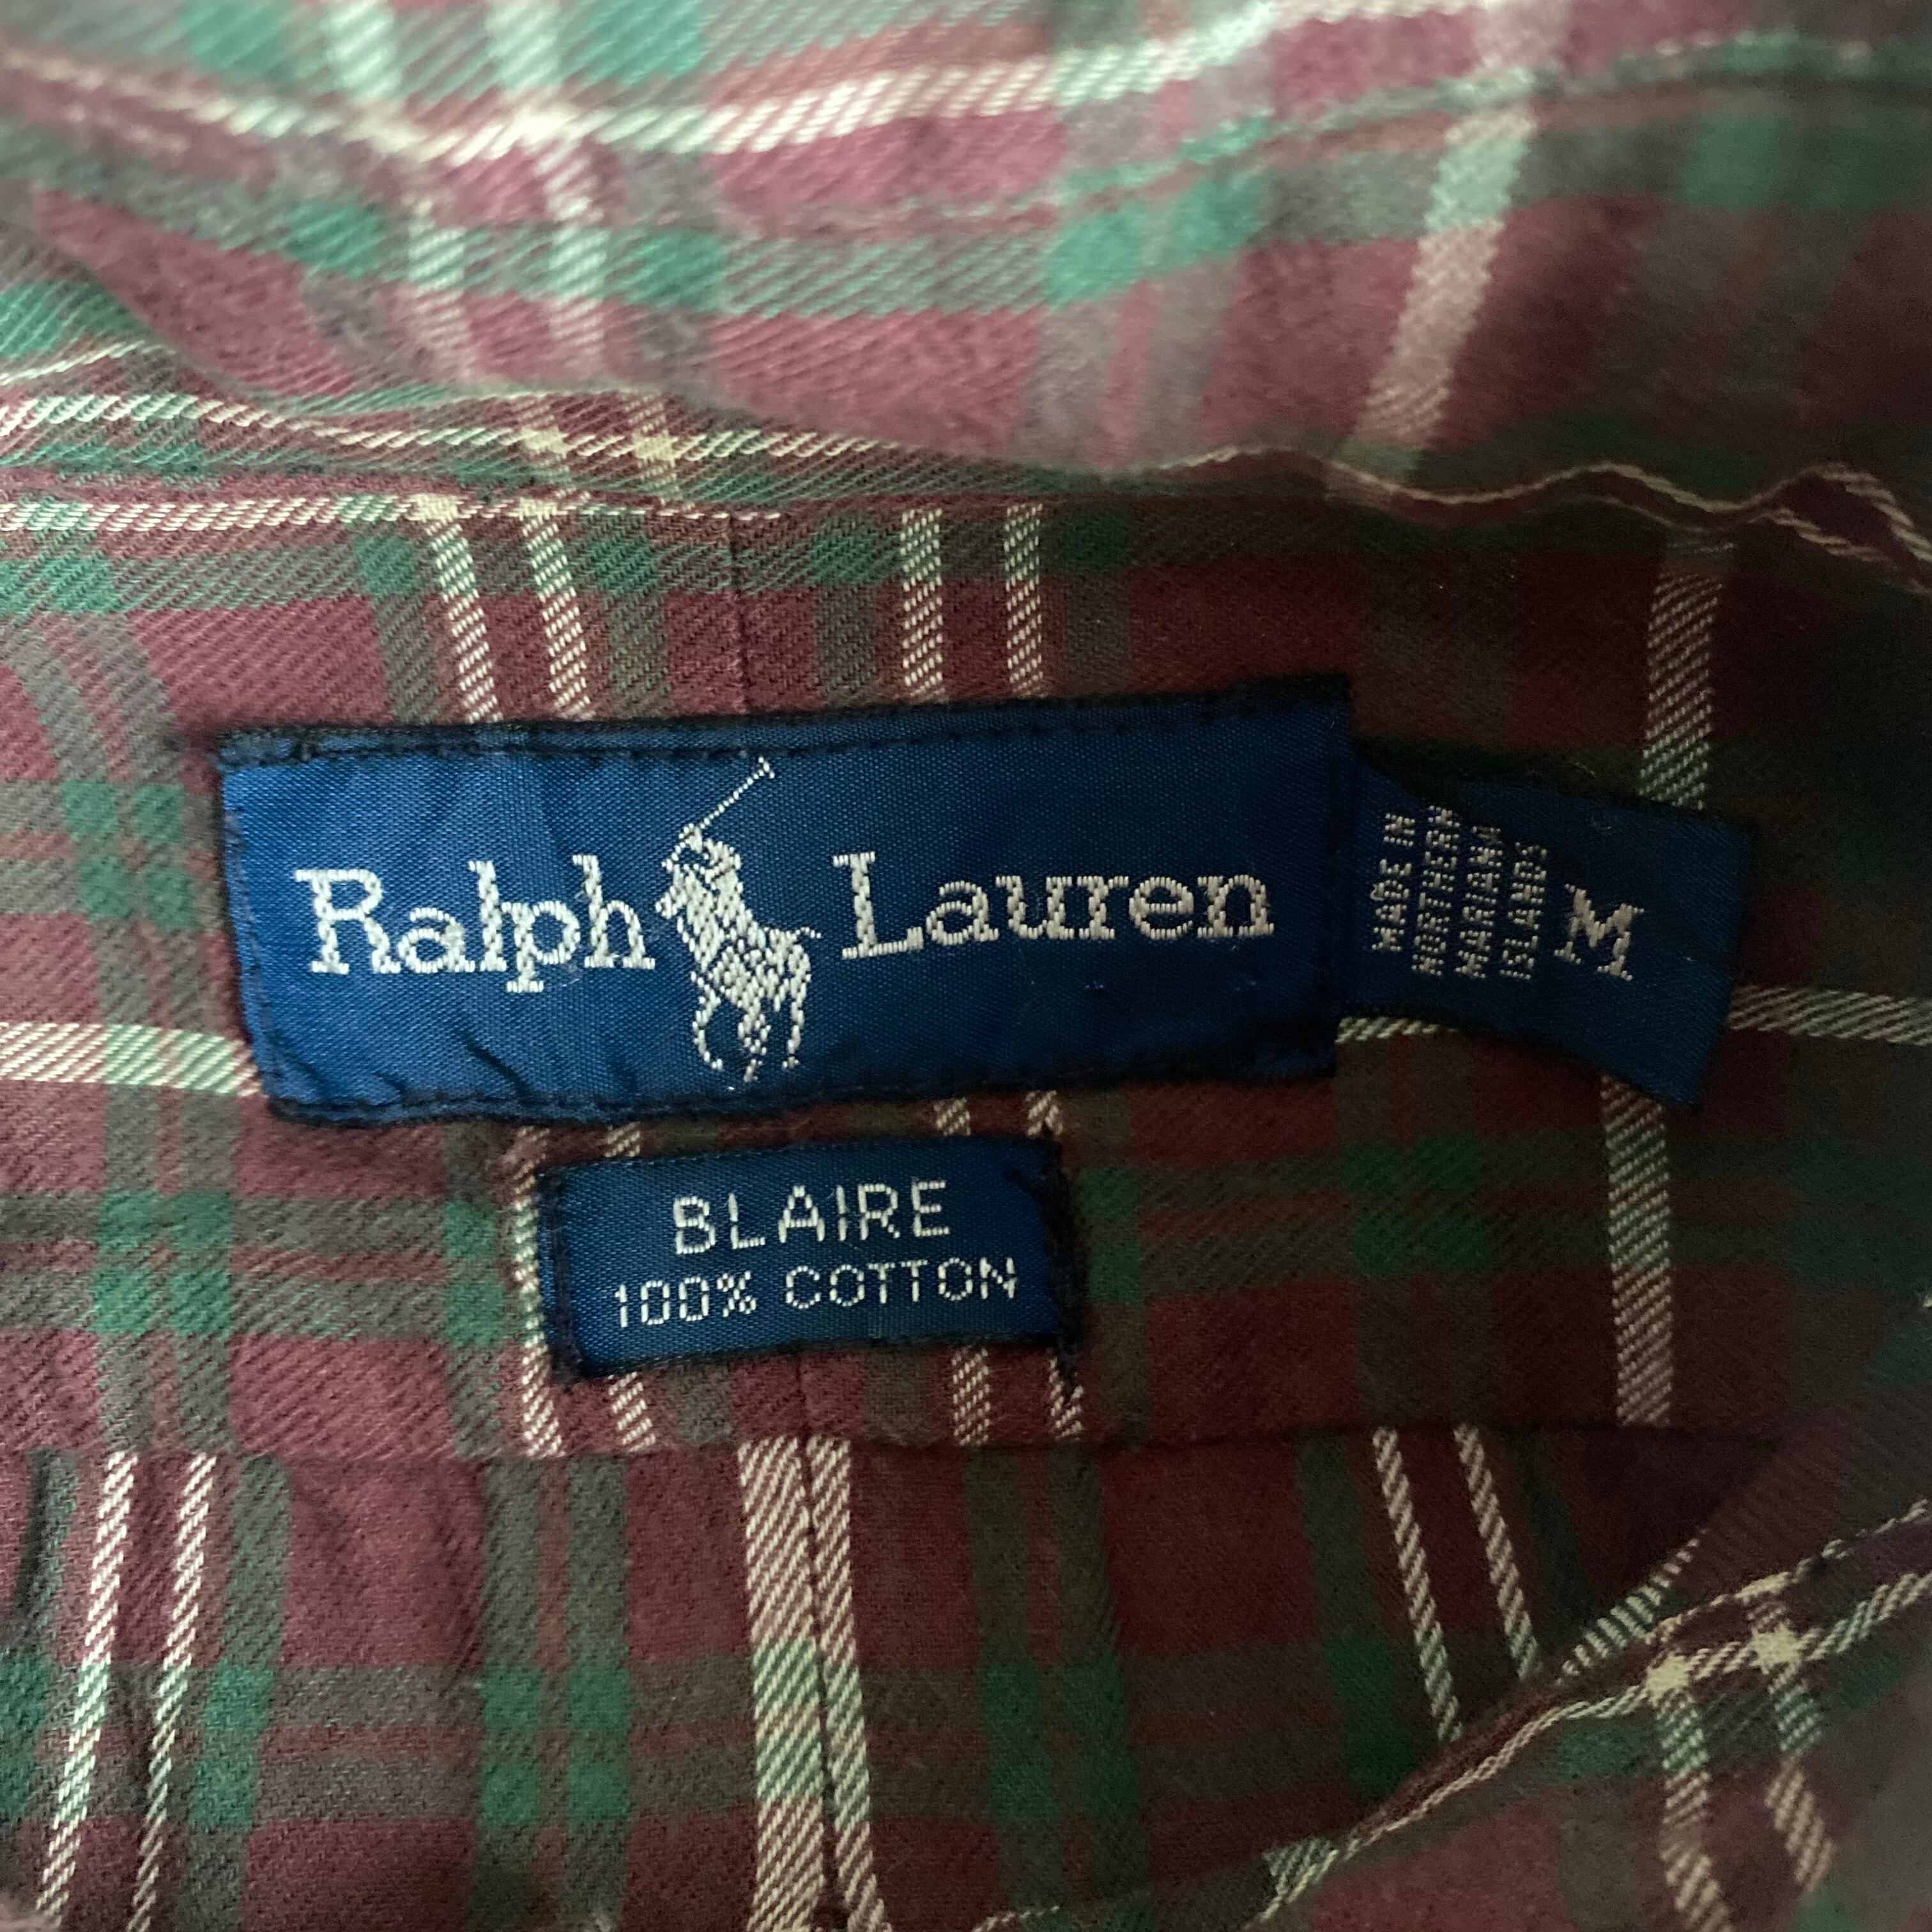 Ralph Lauren
MADE IN
NORTHERN
MARIANA
ISLANDS
M
BLAIRE
100% COTTON